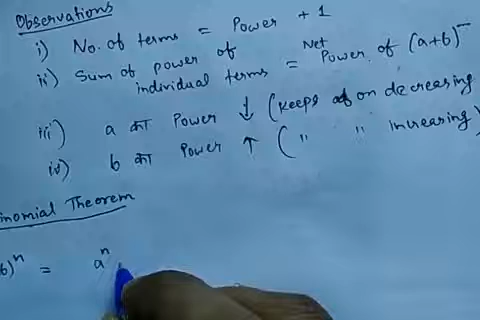 Observations
i) No. of terms = Power + 1
ii) Sum of power of individual terms = Net Power of (a+b)
iii) a का Power ↓ (keeps on decreasing
iv) b का Power ↑ ( " " increasing)
inomial Theorem
b)ⁿ = aⁿ